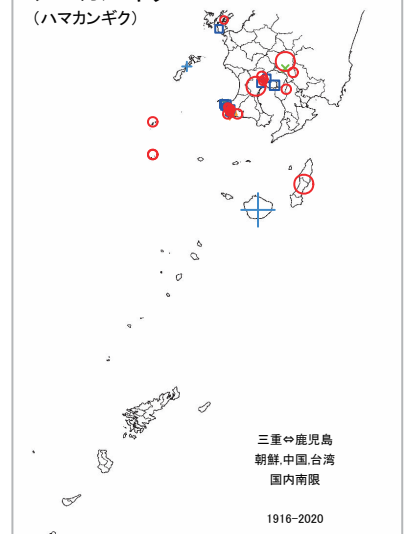 （ハマカンギク）
三重⇔鹿児島
朝鮮,中国,台湾
国内南限
1916-2020